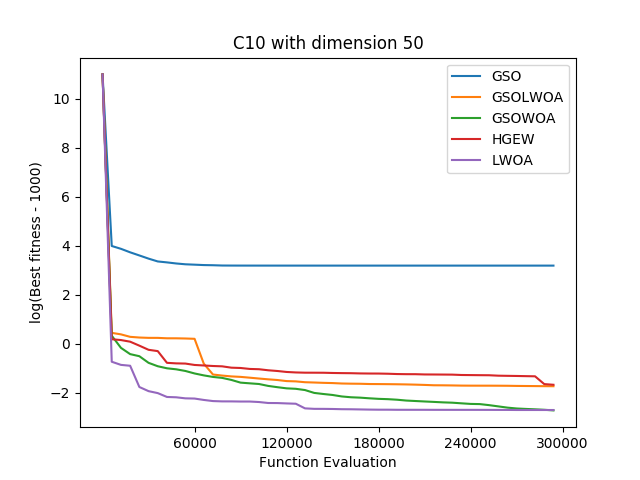 C10 with dimension 50
log(Best fitness - 1000)
10
8
6
4
2
0
−2
GSO
GSOLWOA
GSOWOA
HGEW
LWOA
60000 120000 180000 240000 300000
Function Evaluation